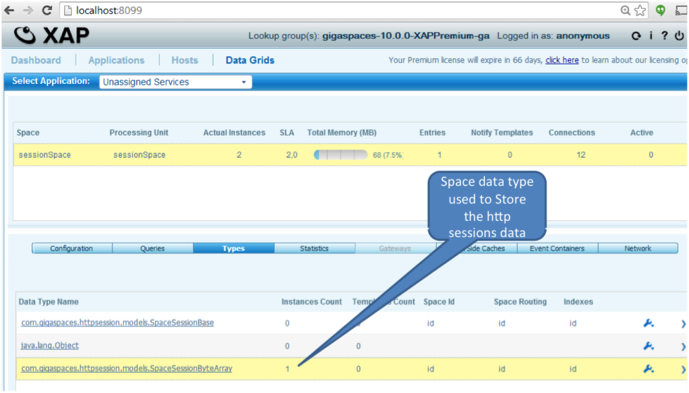 localhost:8099
XAP
Lookup group(s): gigaspaces-10.0.0-XAPPremium-ga Logged in as: anonymous
Dashboard Applications Hosts Data Grids
Your Premium license will expire in 66 days, click here to learn about our licensing
Select Application: Unassigned Services
Space Processing Unit Actual Instances SLA Total Memory (MB) Entries Notify Templates Connections Active
sessionSpace sessionSpace 2 2,0 68 (7.5% 1 0 12 0
Space data type
used to Store
the http
sessions data
Configuration Queries Types Statistics Gateways Side Caches Event Containers Network
Data Type Name Instances Count Count Space Id Space Routing Indexes
com.gigaspaces.httpsession.models.SpaceSessionBase 0 id id id
java.lang.Object 0 0
com.gigaspaces.httpsession.models.SpaceSessionByteArray 1 0 id id id